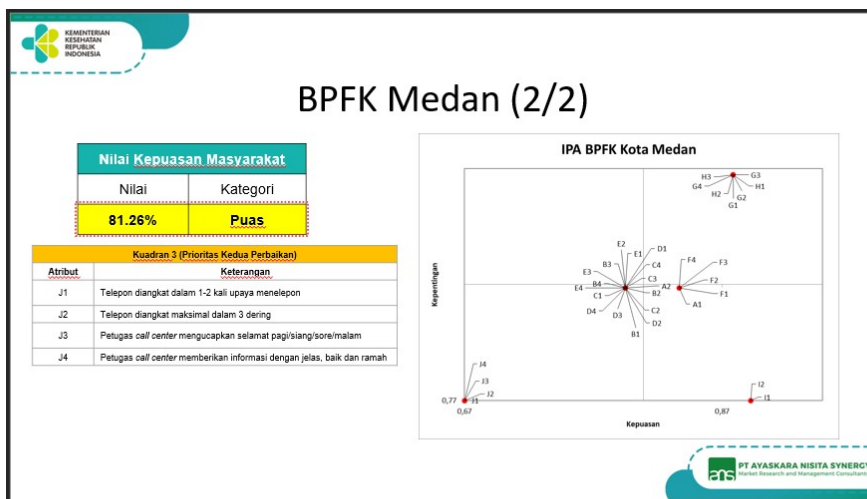 KEMENTERIAN
KESEHATAN
REPUBLIK
INDONESIA
BPFK Medan (2/2)
Nilai Kepuasan Masyarakat
Nilai Kategori
81.26% Puas
Kuadran 3 (Prioritas Kedua Perbaikan)
Atribut Keterangan
J1 Telepon diangkat dalam 1-2 kali upaya menelepon
J2 Telepon diangkat maksimal dalam 3 dering
J3 Petugas call center mengucapkan selamat pagi/siang/sore/malam
J4 Petugas call center memberikan informasi dengan jelas, baik dan ramah
IPA BPFK Kota Medan
H3 G3
G4 H1
H2 G2
G1
E2 D1
E1
B3 C4
E3 C3
B4 A2
E4 B2
C1
D4 C2
D3 D2
B1
F4 F3
F2
F1
A1
Kepentingan
J4
J3
J2
J1
I2
I1
0,77
0,67 0,87
Kepuasan
ans
PT AYASKARA NISITA SYNERGY
Market Research and Management Consultants